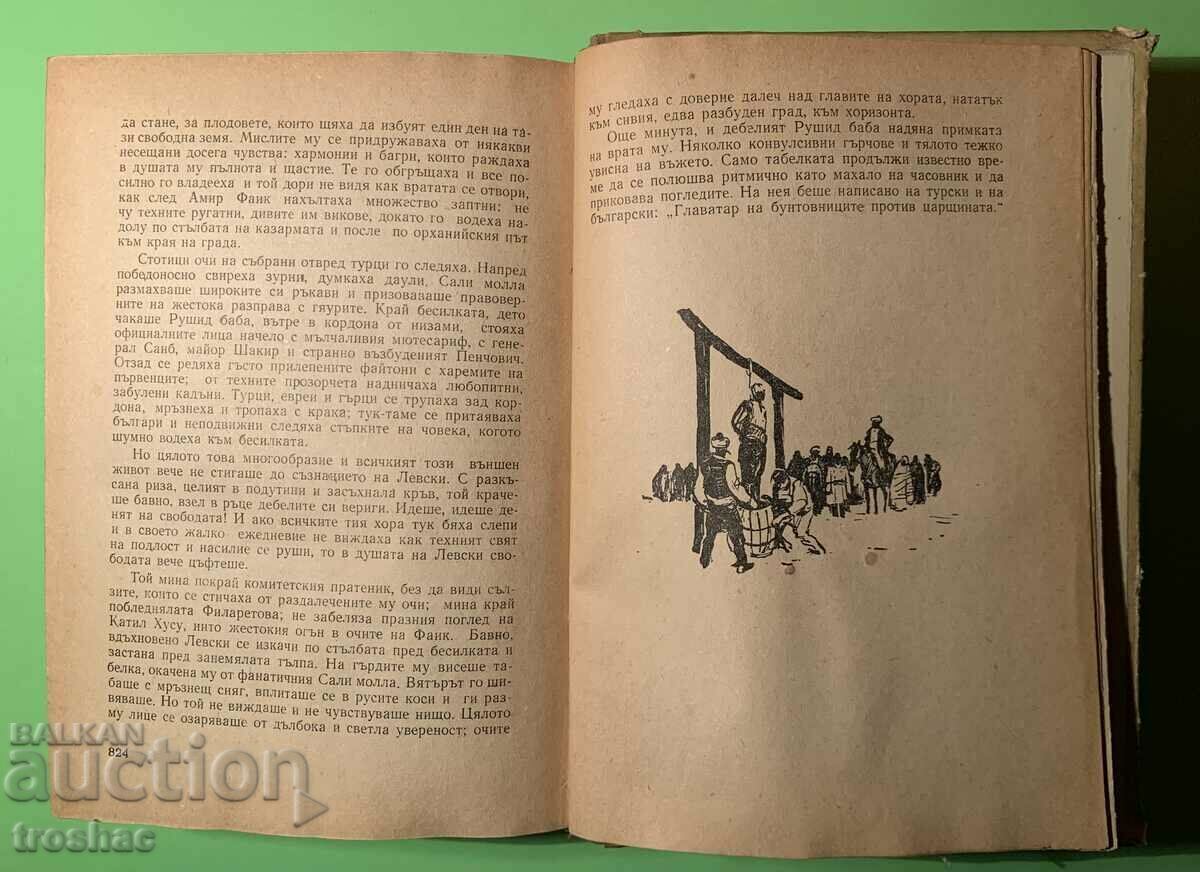 да стане, за плодовете, които щяха да избуят един ден на та-
зи свободна земя. Мислите му се придружаваха от някакви
несещани досега чувства: хармонии и багри, които раждаха
в душата му пълнота и щастие. Те го обгръщаха и все по-
силно го владееха и той дори не видя как вратата се отвори,
как след Амир Фаик нахълтаха множество заптии; не
чу техните ругатни, дивите им викове, докато го водеха на-
долу по стълбата на казармата и после по орханийския път
към края на града.
Стотици очи на събрани отвред турци го следяха. Напред
победоносно свиреха зурни, думкаха даули. Сали молла
размахваше широките си ръкави и призовавааше правовер-
ните на жестока разправа с гяурите. Край бесилката, дето
чакаше Рушид баба, вътре в кордона от низами, стояха
официалните лица начело с мълчаливия мютесариф, с гене-
рал Санб, майор Шакир и странно възбуденият Пенчович.
Отзад се редяха гъсто прилепените файтони с харемите на
първенците; от техните прозорчета надничаха любопитни,
забулени кадъни. Турци, евреи и гърци се трупаха зад кор-
дона, мръзнеха и тропаха с крака; тук-таме се притаяваха
българи и неподвижни следяха стъпките на човека, когото
шумно водеха към бесилката.
Но цялото това многообразие и всичкият този външен
живот вече не стигаше до съзнанието на Левски. С разкъ-
сана риза, целият в подутини и засъхнала кръв, той краче-
ше бавно, взел в ръце дебелите си вериги. Идеше, идеше де-
нят на свободата! И ако всичките тия хора тук бяха слепи
и в своето жалко ежедневие не виждаха как техният свят
на подлост и насилие се руши, то в душата на Левски сво-
бодата вече цъфтеше.
Той мина покрай комитетския пратеник, без да види съл-
зите, които се стичаха от раздалечените му очи; мина край
побледнялата Филаретова; не забеляза празния поглед на
Катил Хусу, нито жестокия огън в очите на Фаик. Бавно,
вдъхновено Левски се изкачи по стълбата пред бесилката и
застана пред занемялата тълпа. На гърдите му висеше та-
белка, окачена му от фанатичния Сали молла. Вятърът го ши-
баше с мръзнещ сняг, вплиташе се в русите коси и ги раз-
вяваше. Но той не виждаше и не чувствуваше нищо. Цялото
му лице се озаряваше от дълбока и светла увереност; очите
824
му гледаха с доверие далеч над главите на хората, нататък
към сивия, едва разбуден град, към хоризонта.
Още минута, и дебелият Рушид баба надяна примката
на врата му. Няколко конвулсивни гърчове и тялото тежко
увисна на въжето. Само табелката продължи известно вре-
ме да се полюшва ритмично като махало на часовник и да
приковава погледите. На нея беше написано на турски и на
български: „Главатар на бунтовниците против царщината.“
BALKAN
auction
troshac